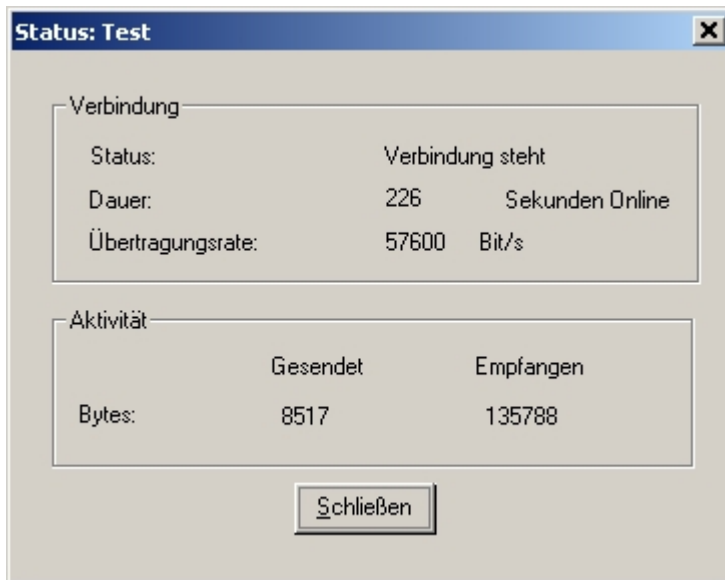 Status: Test
Verbindung
Status: Verbindung steht
Dauer: 226 Sekunden Online
Übertragungsrate: 57600 Bit/s
Aktivität
Gesendet Empfangen
Bytes: 8517 135788
Schließen